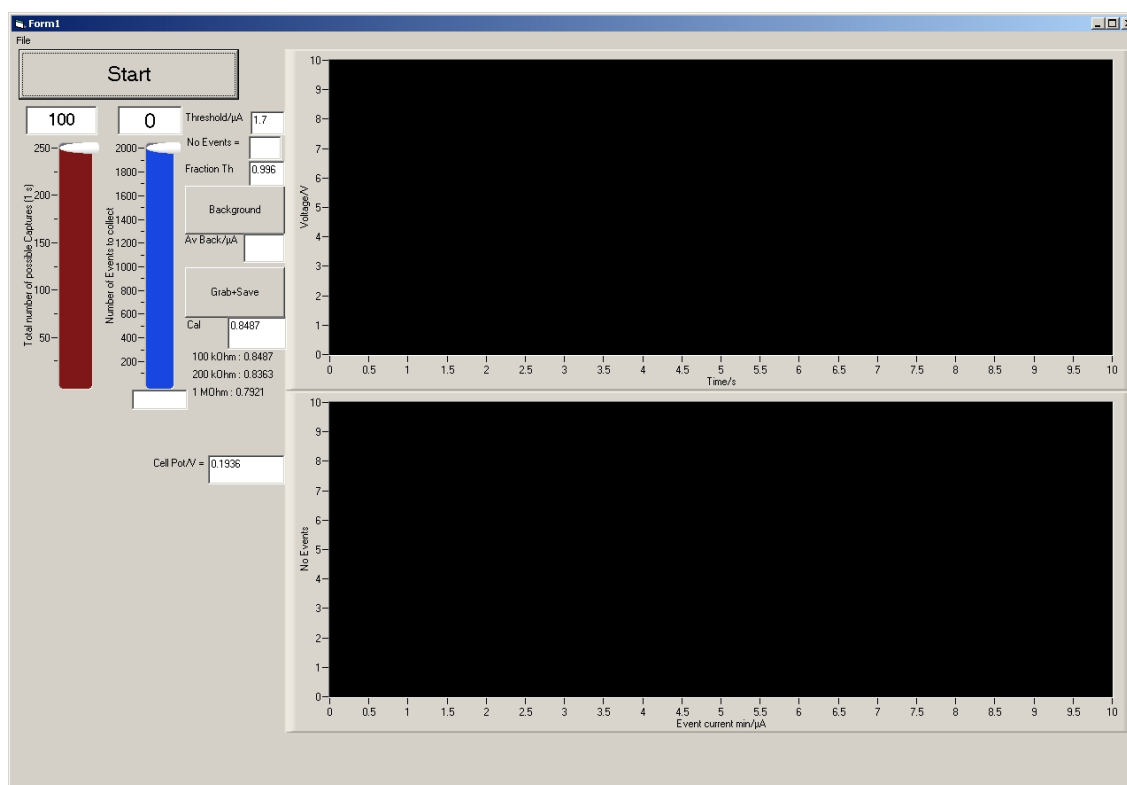 Form1
File
Start
100
0
Threshold/µA 1.7
No Events =
Fraction Th 0.996
Background
Av Back/µA
Grab+Save
Cal 0.8487
100 kOhm : 0.8487
200 kOhm : 0.8363
1 MOhm : 0.7921
Cell Pot/V = 0.1936
Total number of possible Captures (1 s)
250
200
150
100
50
Number of Events to collect
2000
1800
1600
1400
1200
1000
800
600
400
200
Voltage/V
10
9
8
7
6
5
4
3
2
1
0
0 0.5 1 1.5 2 2.5 3 3.5 4 4.5 5 5.5 6 6.5 7 7.5 8 8.5 9 9.5 10
Time/s
No Events
10
9
8
7
6
5
4
3
2
1
0
0 0.5 1 1.5 2 2.5 3 3.5 4 4.5 5 5.5 6 6.5 7 7.5 8 8.5 9 9.5 10
Event current min/µA